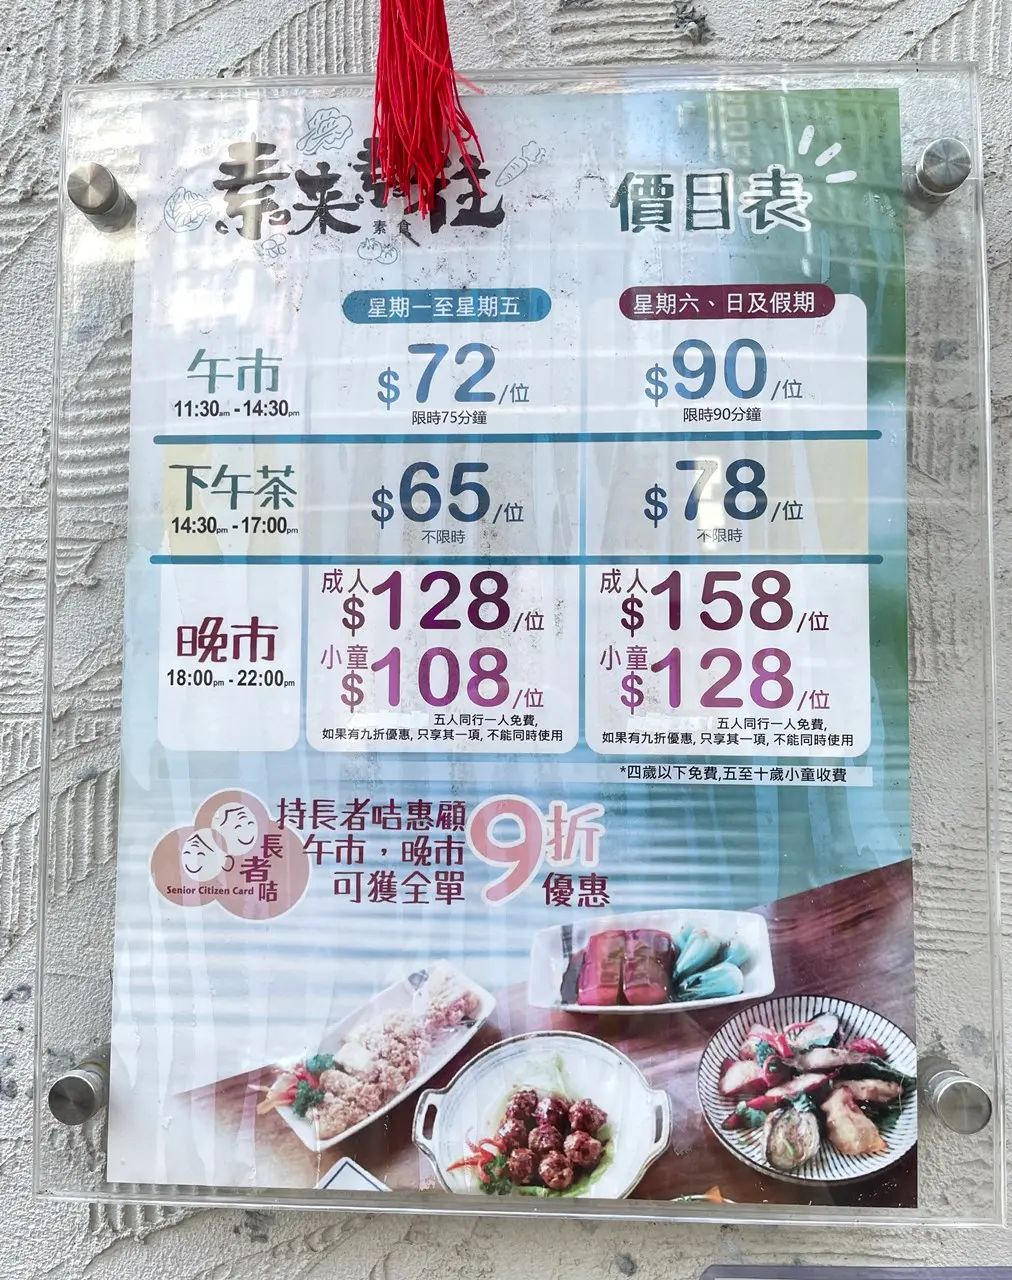 素来 往
素食
價目表
星期一至星期五
星期六、日及假期
午市
11:30am - 14:30pm
$72/位
限時75分鐘
$90/位
限時90分鐘
下午茶
14:30pm - 17:00pm
$65/位
不限時
$78/位
不限時
晚市
18:00pm - 22:00pm
成人
$128/位
小童
$108/位
五人同行一人免費,
如果有九折優惠, 只享其一項, 不能同時使用
成人
$158/位
小童
$128/位
五人同行一人免費,
如果有九折優惠, 只享其一項, 不能同時使用
*四歲以下免費,五至十歲小童收費
長者咭
Senior Citizen Card
持長者咭惠顧
午市，晚市
可獲全單
9折
優惠